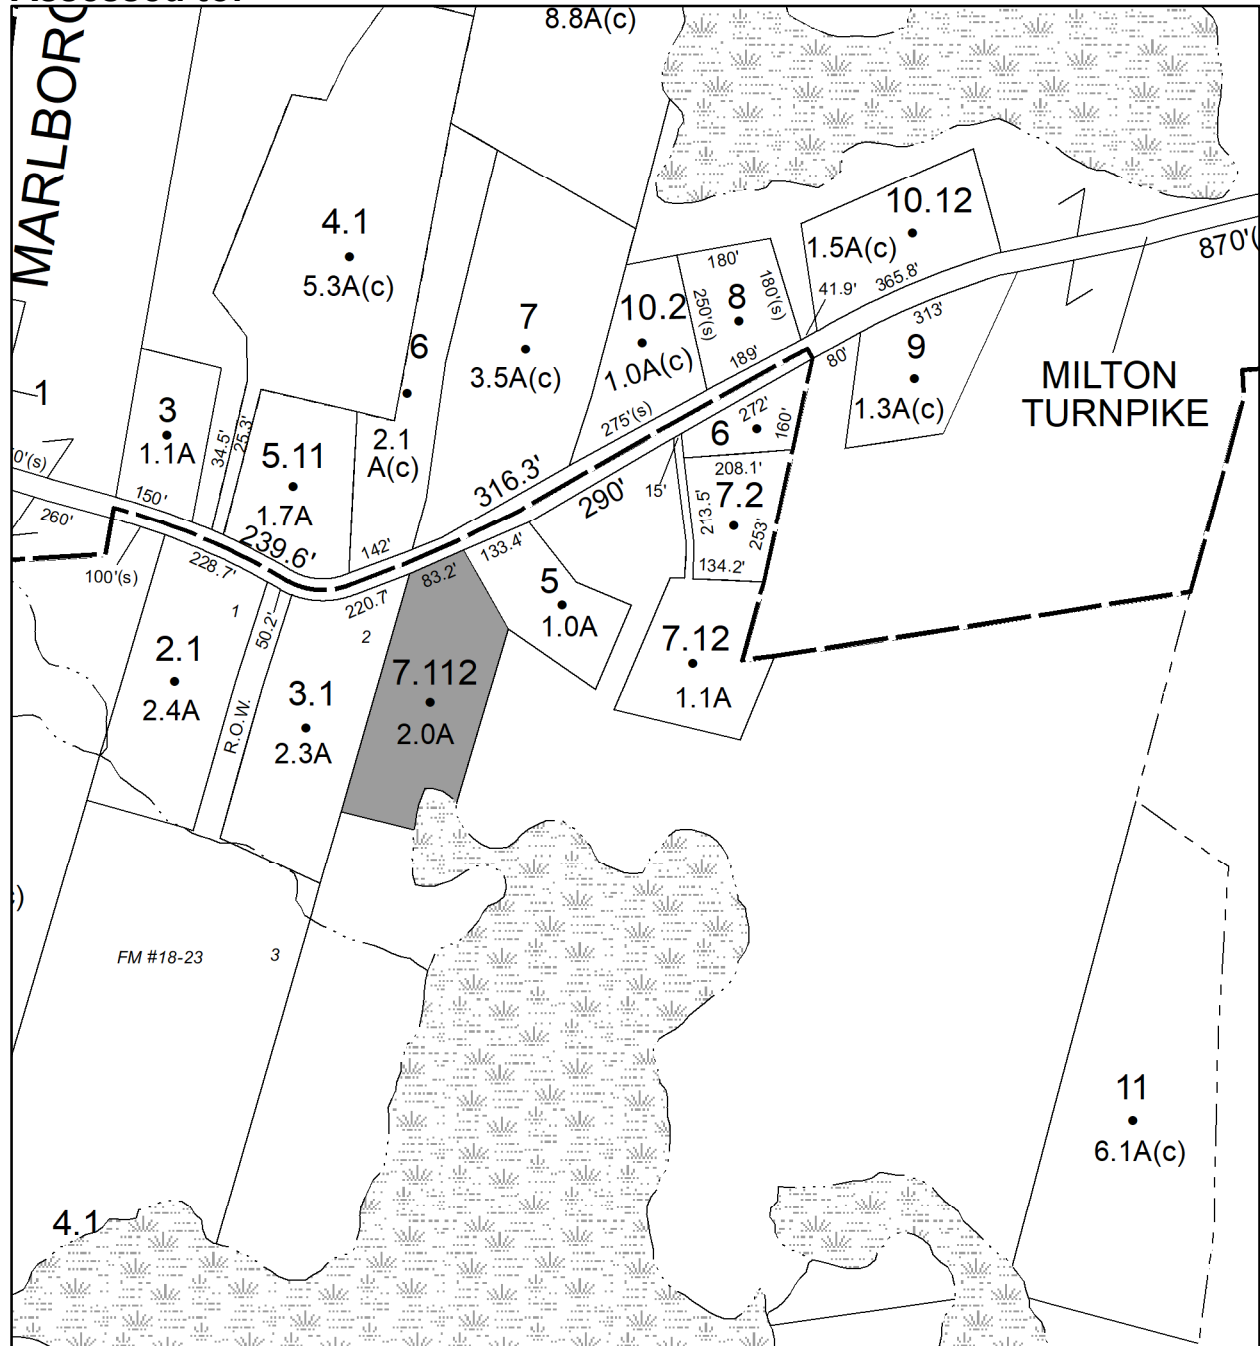 Assessed to:
8.8A(c)
MARLBORO
4.1
5.3A(c)
10.12
1.5A(c)
870'(
180'
180'(s)
250'(s)
8
41.9'
365.8'
313'
7
3.5A(c)
10.2
1.0A(c)
189'
80'
9
1.3A(c)
MILTON
TURNPIKE
6
1
3
1.1A
34.5'
25.3'
5.11
1.7A
2.1
A(c)
275'(s)
6
272'
160'
0'(s)
150'
260'
316.3'
290'
15'
208.1'
7.2
213.5'
253'
134.2'
239.6'
142'
133.4'
83.2'
228.7'
100'(s)
220.7'
50.2'
1
2
5
1.0A
2.1
2.4A
R.O.W.
3.1
2.3A
7.112
2.0A
7.12
1.1A
)
FM #18-23
3
11
6.1A(c)
4.1